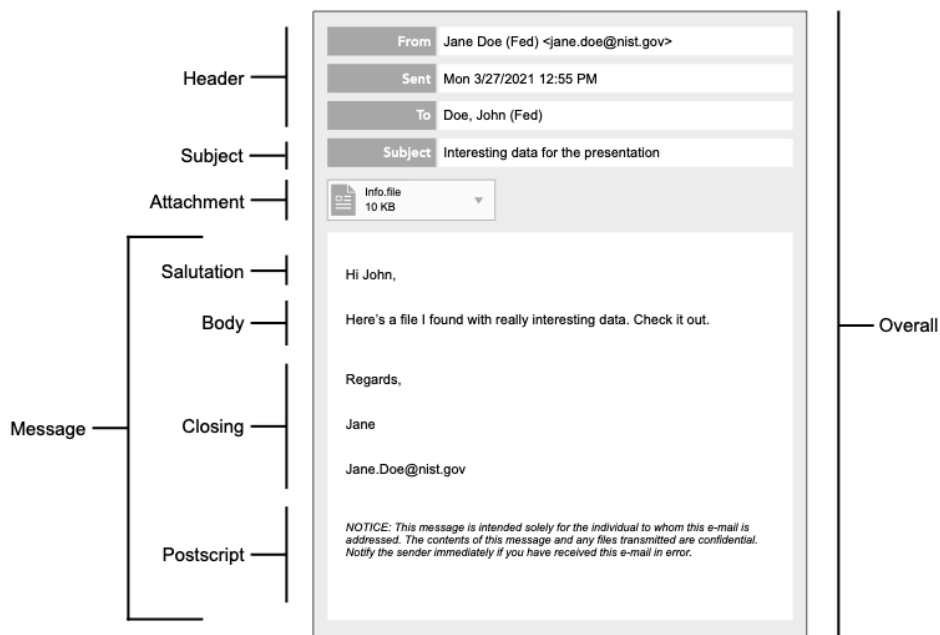 From Jane Doe (Fed) <jane.doe@nist.gov>
Header
Sent Mon 3/27/2021 12:55 PM
To Doe, John (Fed)
Subject
Subject Interesting data for the presentation
Attachment
Info.file
10 KB
Message
Salutation
Hi John,
Body
Here's a file I found with really interesting data. Check it out.
Overall
Closing
Regards,
Jane
Jane.Doe@nist.gov
Postscript
NOTICE: This message is intended solely for the individual to whom this e-mail is
addressed. The contents of this message and any files transmitted are confidential.
Notify the sender immediately if you have received this e-mail in error.